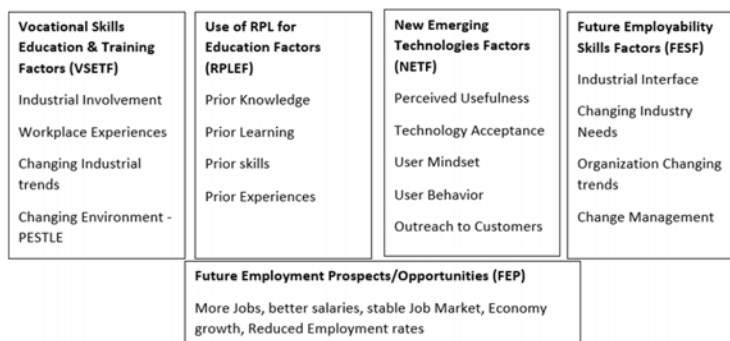 Vocational Skills
Education & Training
Factors (VSETF)
Industrial Involvement
Workplace Experiences
Changing Industrial
trends
Changing Environment -
PESTLE
Use of RPL for
Education Factors
(RPLEF)
Prior Knowledge
Prior Learning
Prior skills
Prior Experiences
New Emerging
Technologies Factors
(NETF)
Perceived Usefulness
Technology Acceptance
User Mindset
User Behavior
Outreach to Customers
Future Employability
Skills Factors (FESF)
Industrial Interface
Changing Industry
Needs
Organization Changing
trends
Change Management
Future Employment Prospects/Opportunities (FEP)
More Jobs, better salaries, stable Job Market, Economy
growth, Reduced Employment rates